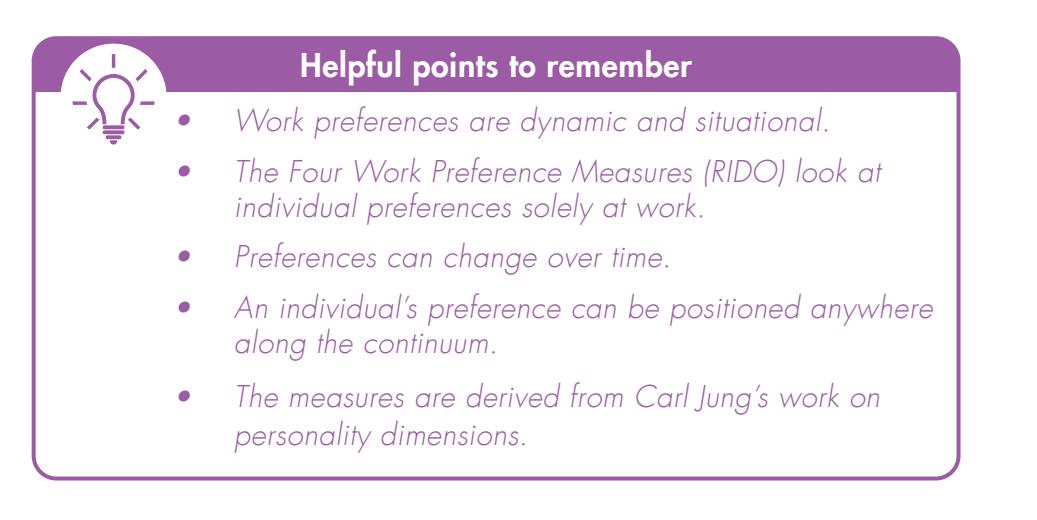 Helpful points to remember
• Work preferences are dynamic and situational.
• The Four Work Preference Measures (RIDO) look at
individual preferences solely at work.
• Preferences can change over time.
• An individual’s preference can be positioned anywhere
along the continuum.
• The measures are derived from Carl Jung’s work on
personality dimensions.